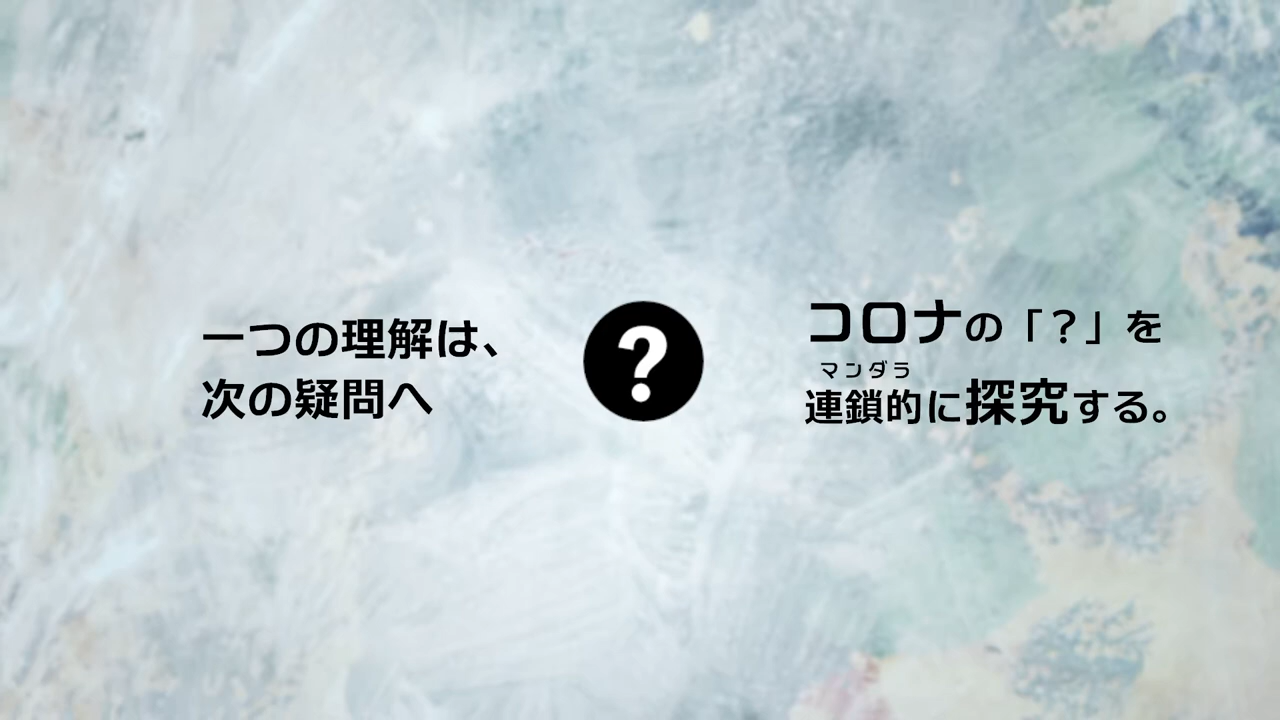 一つの理解は、
次の疑問へ
?
コロナの「？」を
マンダラ
連鎖的に探究する。